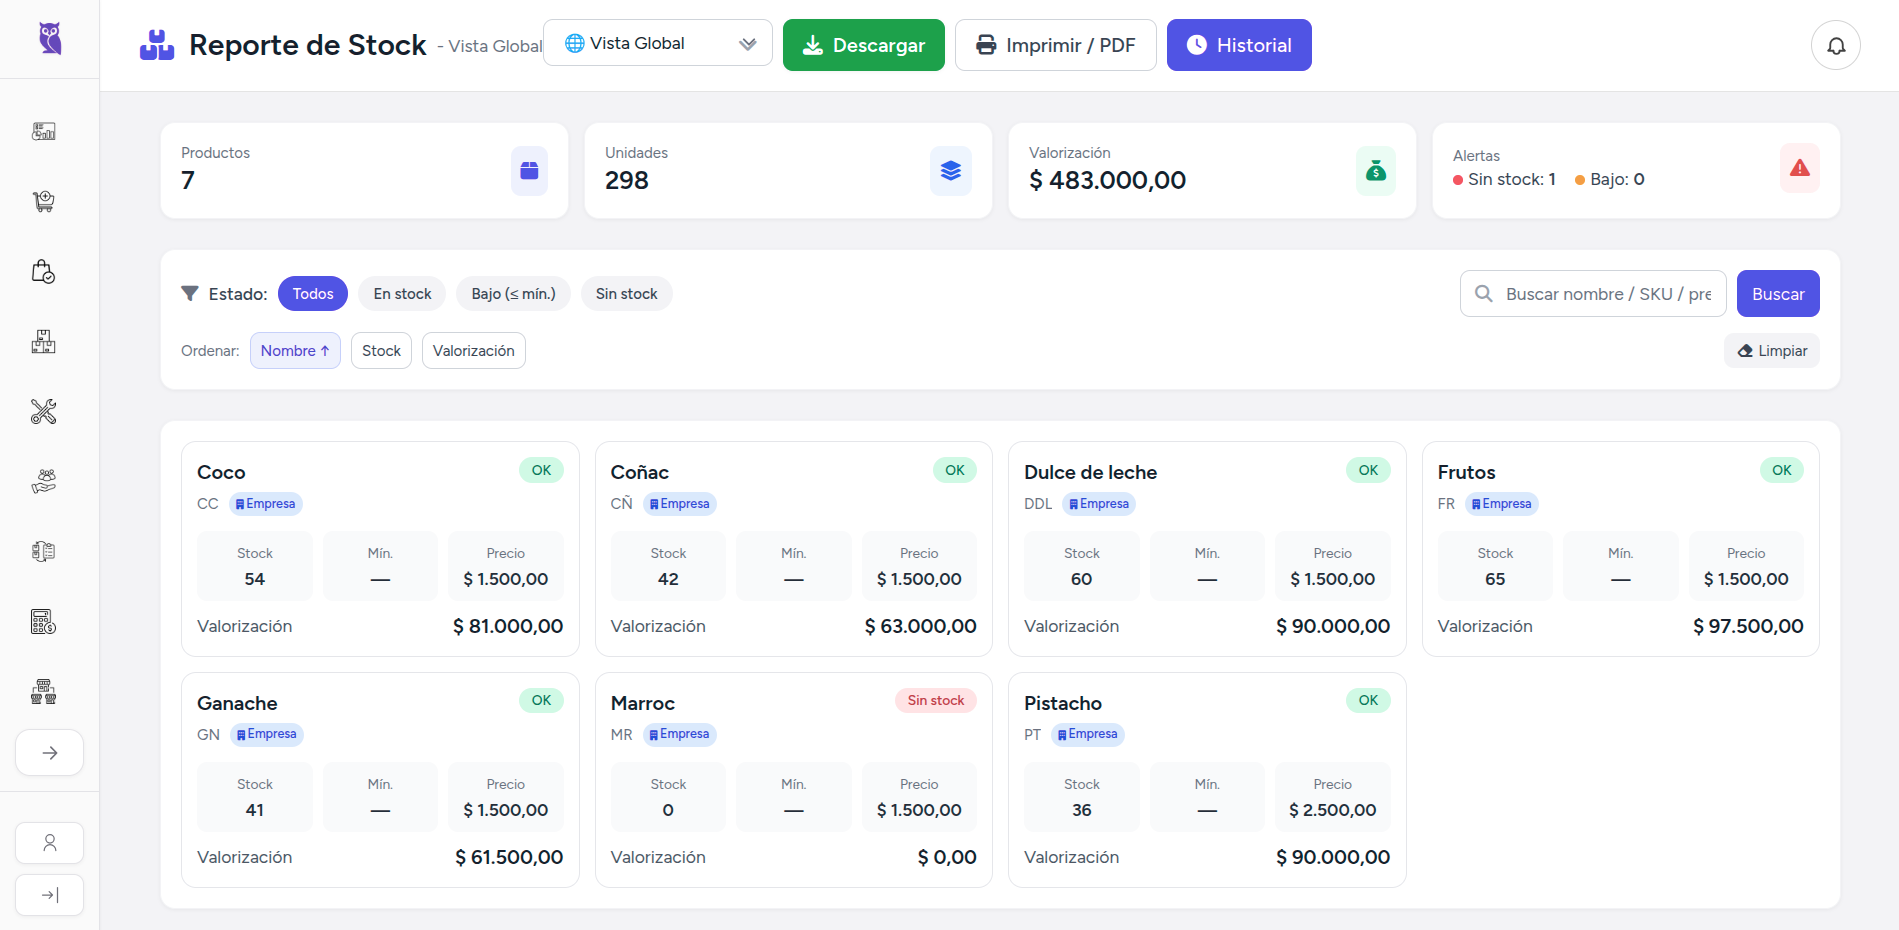 Reporte de Stock - Vista Global
Vista Global
Descargar
Imprimir / PDF
Historial
Productos
7
Unidades
298
Valorización
$ 483.000,00
Alertas
Sin stock: 1 Bajo: 0
Estado: Todos En stock Bajo (≤ mín.) Sin stock
Buscar nombre / SKU / pre
Buscar
Ordenar: Nombre ↑ Stock Valorización
Limpiar
Coco OK
CC Empresa
Stock Mín. Precio
54 — $ 1.500,00
Valorización $ 81.000,00
Coñac OK
CÑ Empresa
Stock Mín. Precio
42 — $ 1.500,00
Valorización $ 63.000,00
Dulce de leche OK
DDL Empresa
Stock Mín. Precio
60 — $ 1.500,00
Valorización $ 90.000,00
Frutos OK
FR Empresa
Stock Mín. Precio
65 — $ 1.500,00
Valorización $ 97.500,00
Ganache OK
GN Empresa
Stock Mín. Precio
41 — $ 1.500,00
Valorización $ 61.500,00
Marroc Sin stock
MR Empresa
Stock Mín. Precio
0 — $ 1.500,00
Valorización $ 0,00
Pistacho OK
PT Empresa
Stock Mín. Precio
36 — $ 2.500,00
Valorización $ 90.000,00